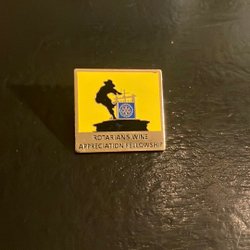 ROTARIANS WINE
APPRECIATION FELLOWSHIP